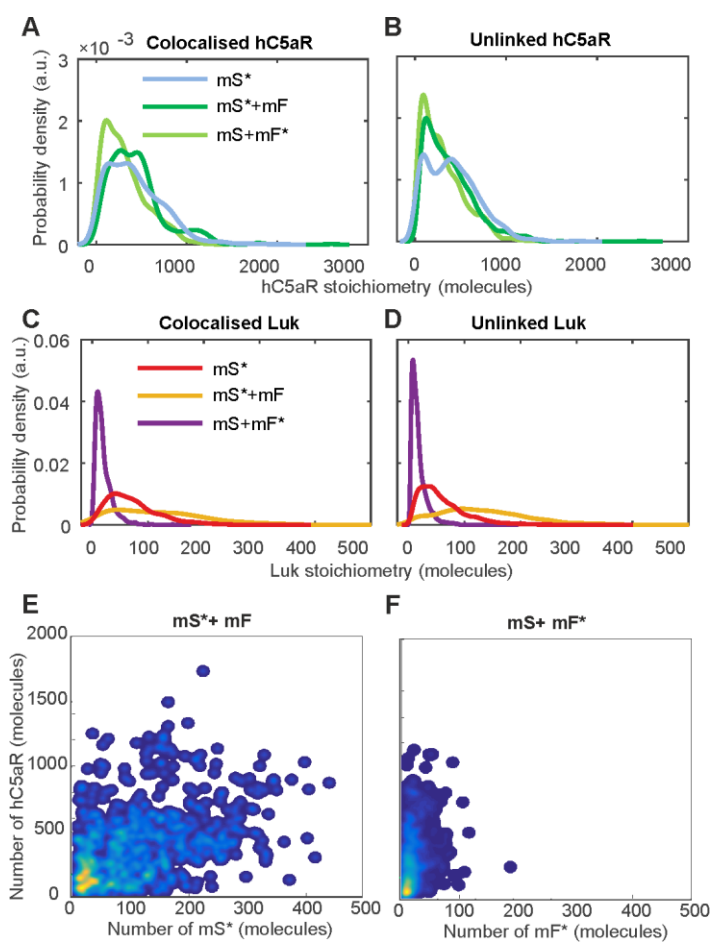 A
B
Colocalised hC5aR
Unlinked hC5aR
×10 -3
3
2
1
0
Probability density (a.u.)
mS*
mS*+mF
mS+mF*
0 1000 2000 3000
0 1000 2000 3000
hC5aR stoichiometry (molecules)
C
D
Colocalised Luk
Unlinked Luk
0.06
0.04
0.02
0
Probability density (a.u.)
mS*
mS*+mF
mS+mF*
0 100 200 300 400 500
0 100 200 300 400 500
Luk stoichiometry (molecules)
E
F
mS*+ mF
mS+ mF*
2000
1500
1000
500
0
Number of hC5aR (molecules)
0 100 200 300 400 500
0 100 200 300 400 500
Number of mS* (molecules)
Number of mF* (molecules)